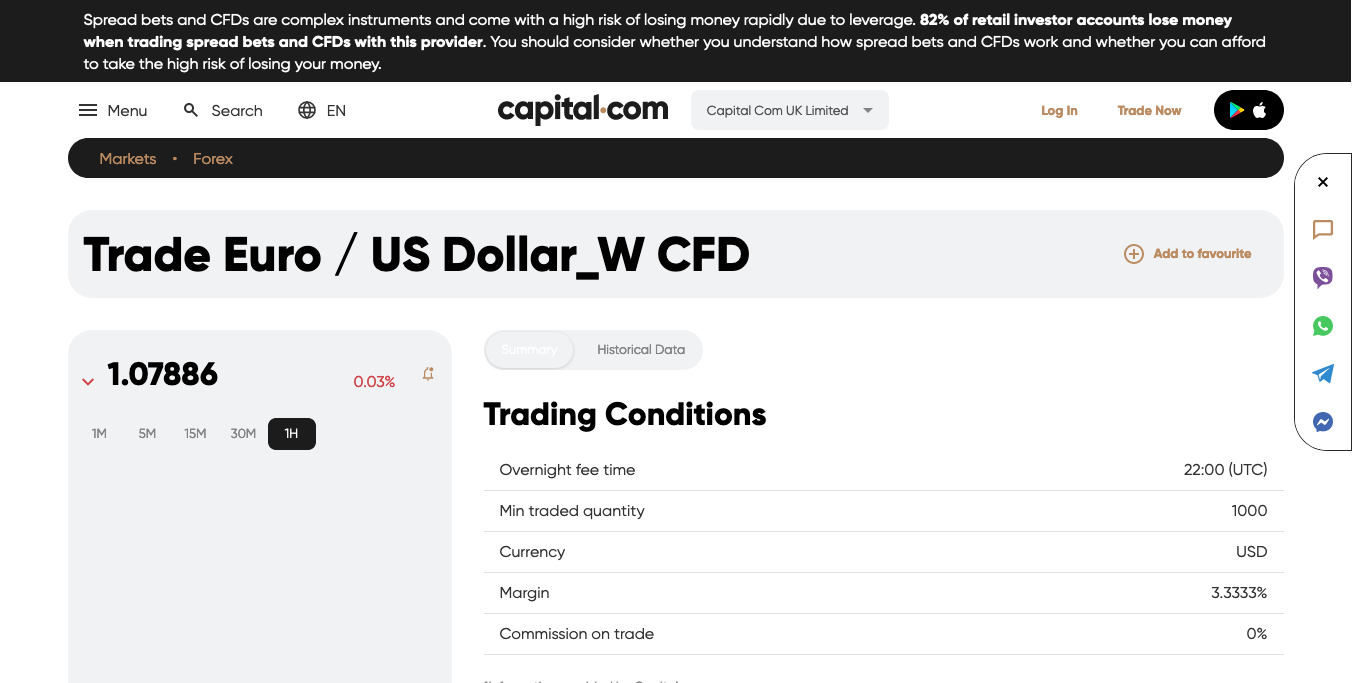 Spread bets and CFDs are complex instruments and come with a high risk of losing money rapidly due to leverage. 82% of retail investor accounts lose money
when trading spread bets and CFDs with this provider. You should consider whether you understand how spread bets and CFDs work and whether you can afford
to take the high risk of losing your money.
Menu
Search
EN
capital.com
Capital Com UK Limited
Log In
Trade Now
Markets
Forex
Trade Euro / US Dollar_W CFD
Add to favourite
1.07886
0.03%
1M
5M
15M
30M
1H
Summary
Historical Data
Trading Conditions
Overnight fee time 22:00 (UTC)
Min traded quantity 1000
Currency USD
Margin 3.3333%
Commission on trade 0%